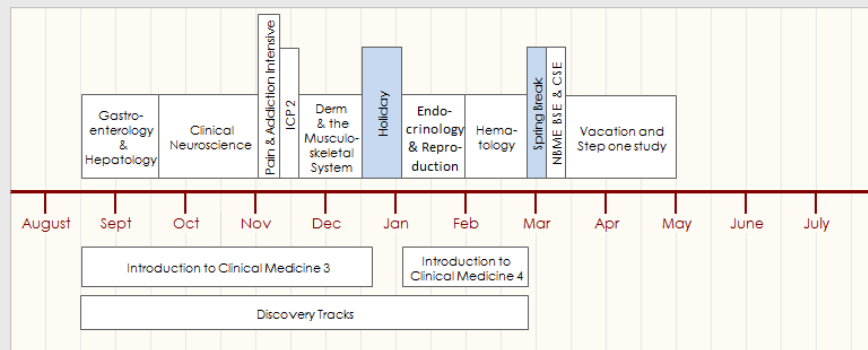 Gastro-
enterology
&
Hepatology
Clinical
Neuroscience
Pain & Addiction Intensive
ICP2
Derm
& the
Musculo-
skeletal
System
Holiday
Endo-
crinology
& Repro-
duction
Hema-
tology
Spring Break
NBME BSE & CSE
Vacation and
Step one study
August Sept Oct Nov Dec Jan Feb Mar Apr May June July
Introduction to Clinical Medicine 3
Introduction to
Clinical Medicine 4
Discovery Tracks